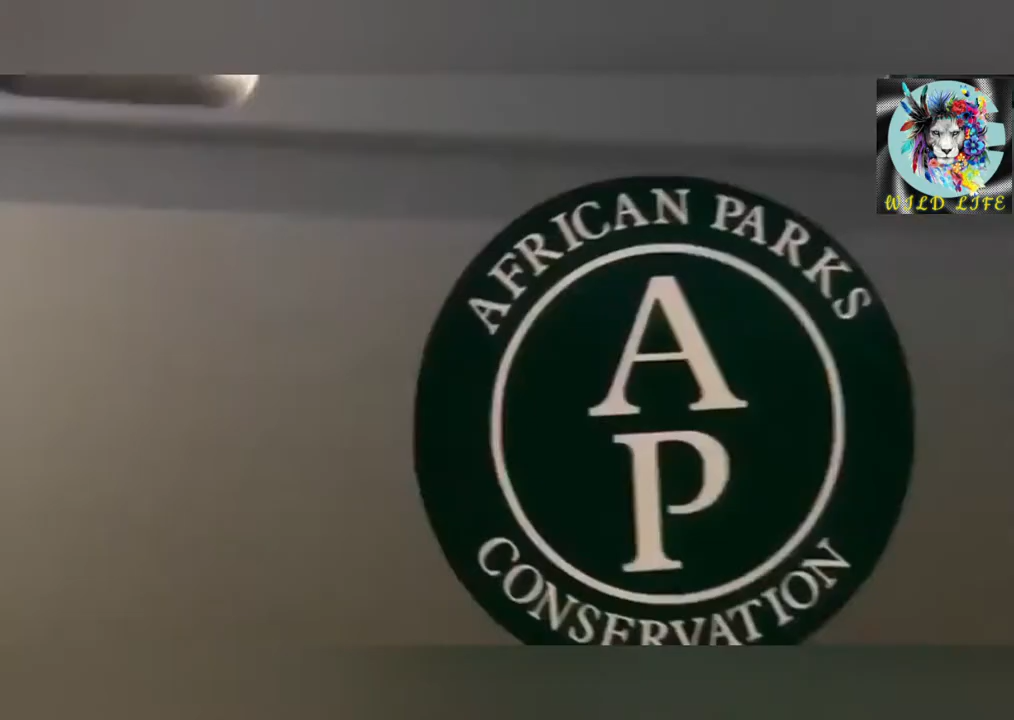 AFRICAN PARKS
A
P
CONSERVATION
WILD LIFE